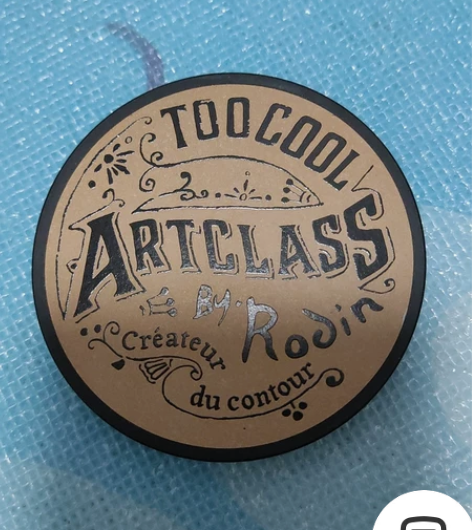 TOO COOL
ARTCLASS
BY. Rodin
Créateur
du contour